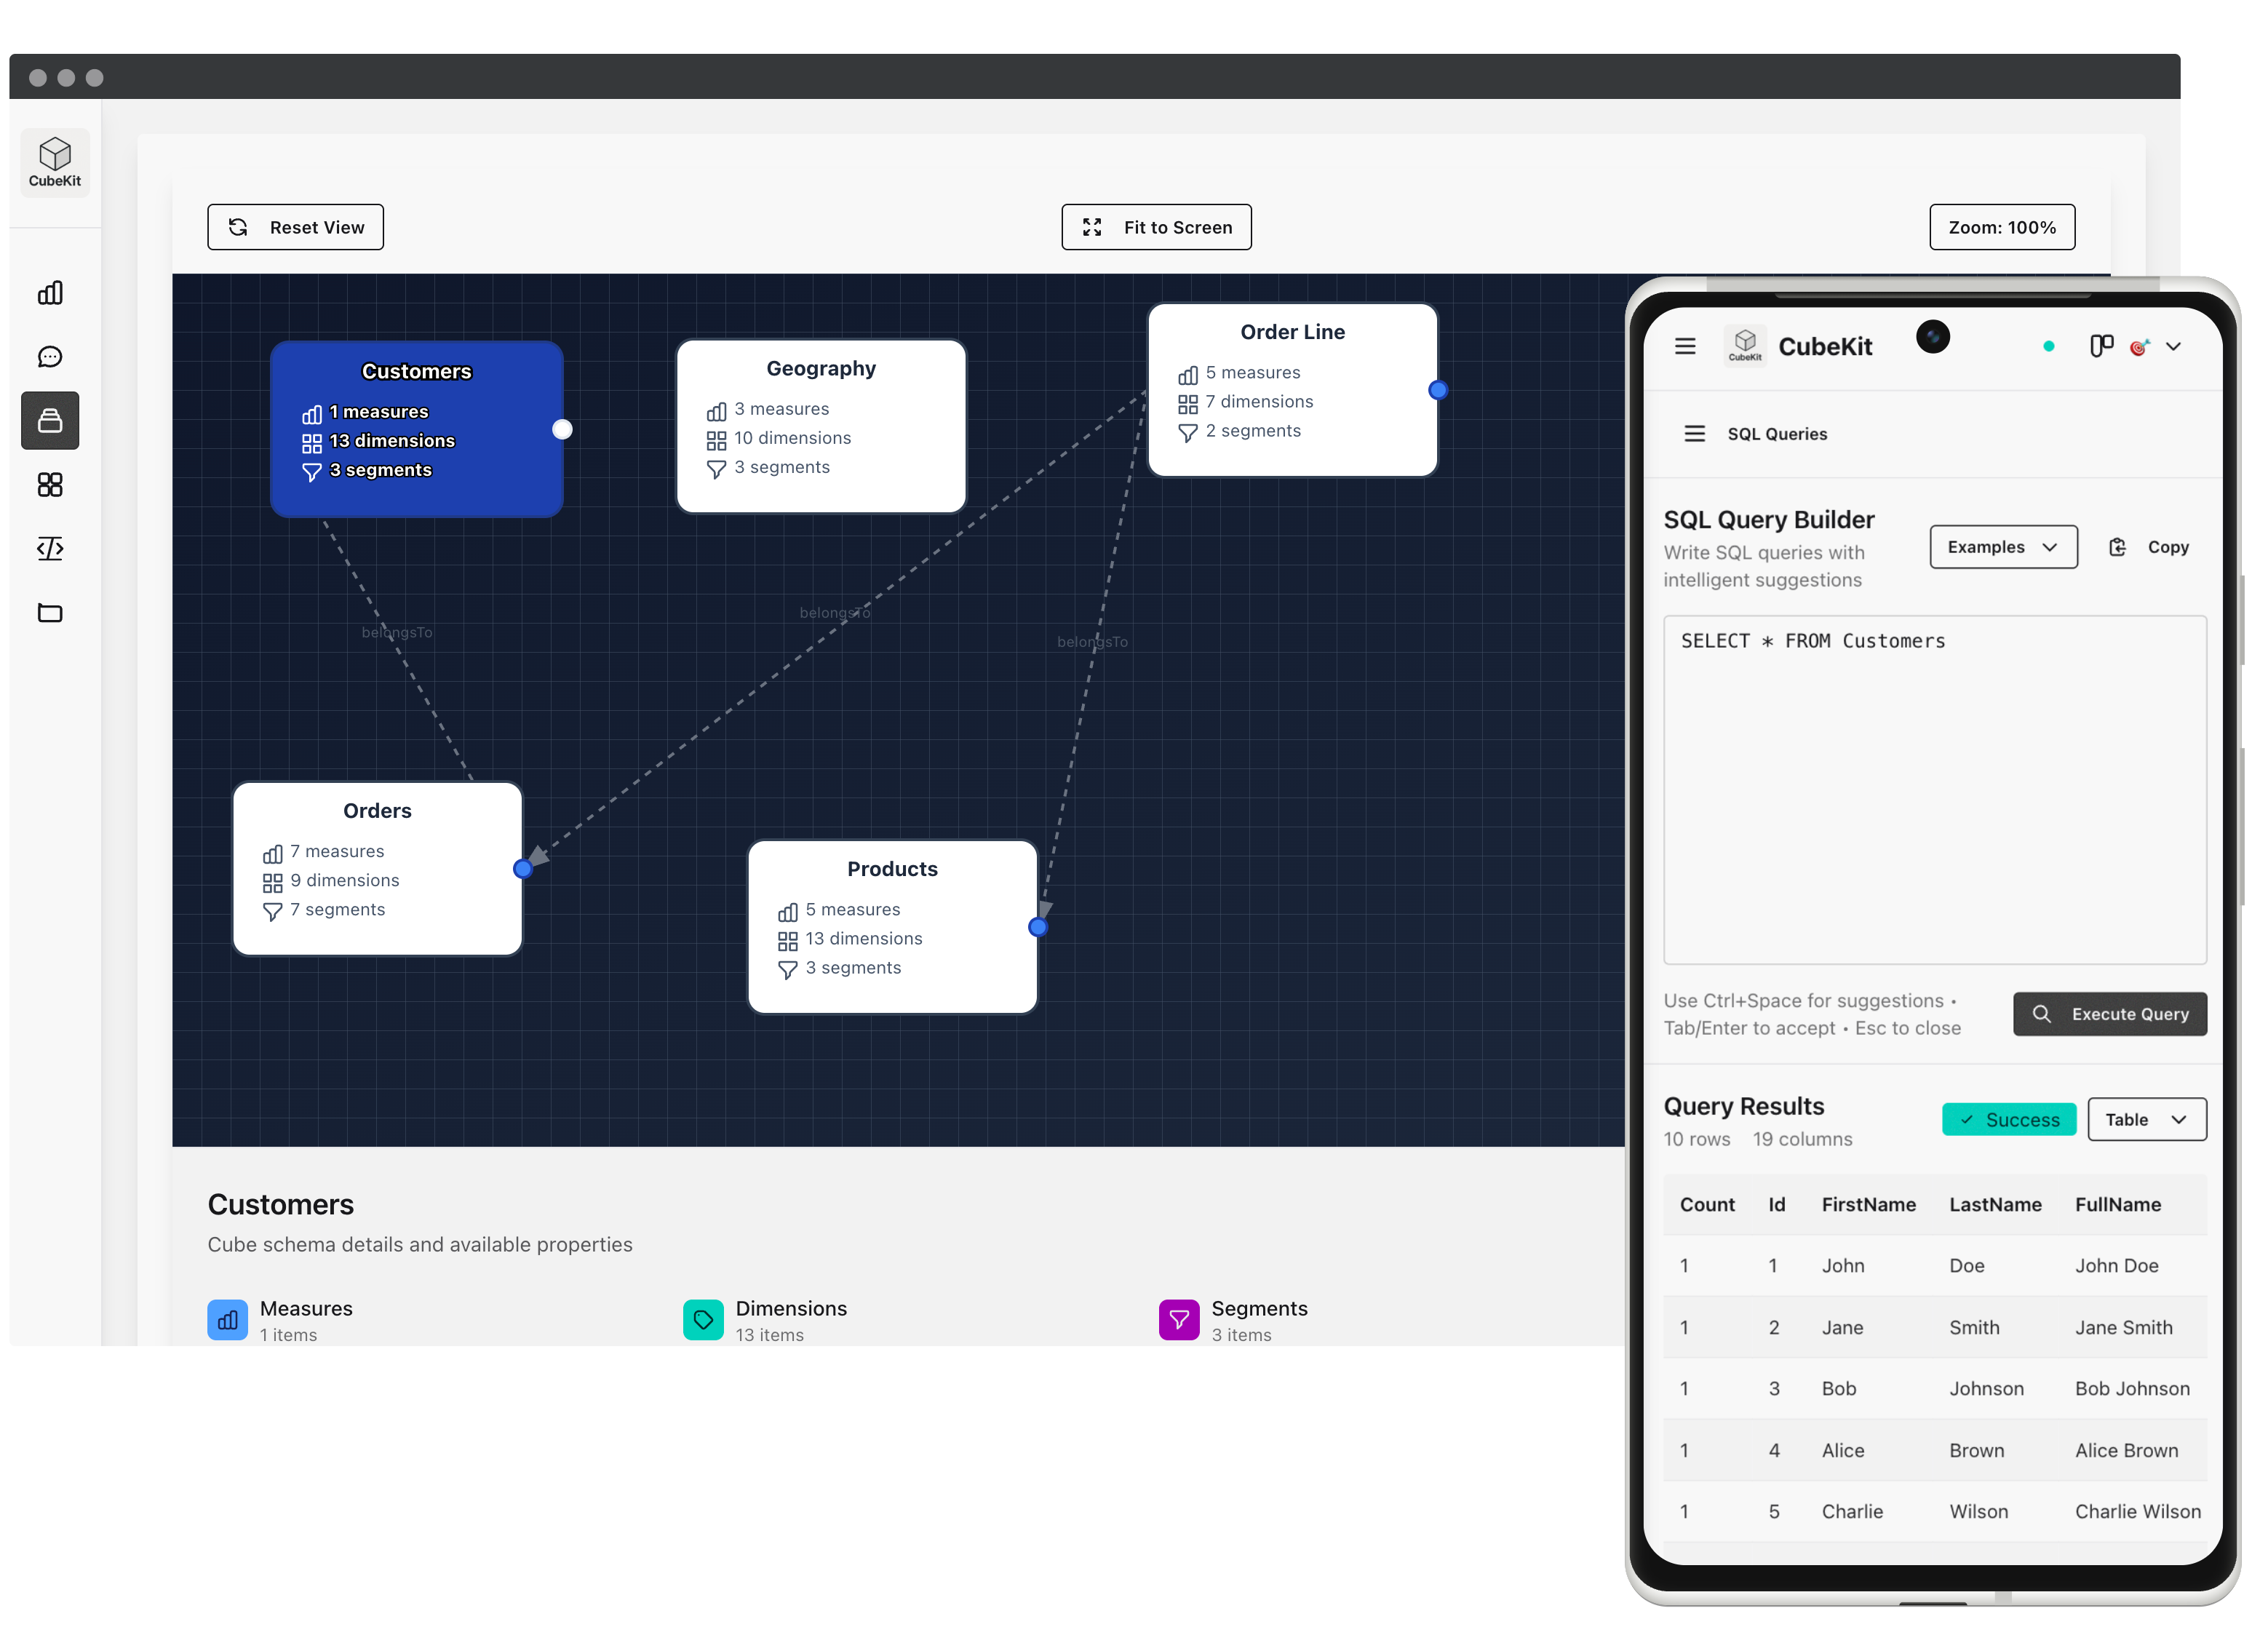 CubeKit
Reset View
Fit to Screen
Zoom: 100%
Customers
1 measures
13 dimensions
3 segments
Geography
3 measures
10 dimensions
3 segments
Order Line
5 measures
7 dimensions
2 segments
belongsTo
belongsTo
belongsTo
Orders
7 measures
9 dimensions
7 segments
Products
5 measures
13 dimensions
3 segments
Customers
Cube schema details and available properties
Measures
1 items
Dimensions
13 items
Segments
3 items
CubeKit
CubeKit
SQL Queries
SQL Query Builder
Write SQL queries with
intelligent suggestions
Examples
Copy
SELECT * FROM Customers
Use Ctrl+Space for suggestions •
Tab/Enter to accept • Esc to close
Execute Query
Query Results
10 rows 19 columns
Success
Table
Count Id FirstName LastName FullName
1 1 John Doe John Doe
1 2 Jane Smith Jane Smith
1 3 Bob Johnson Bob Johnson
1 4 Alice Brown Alice Brown
1 5 Charlie Wilson Charlie Wilson